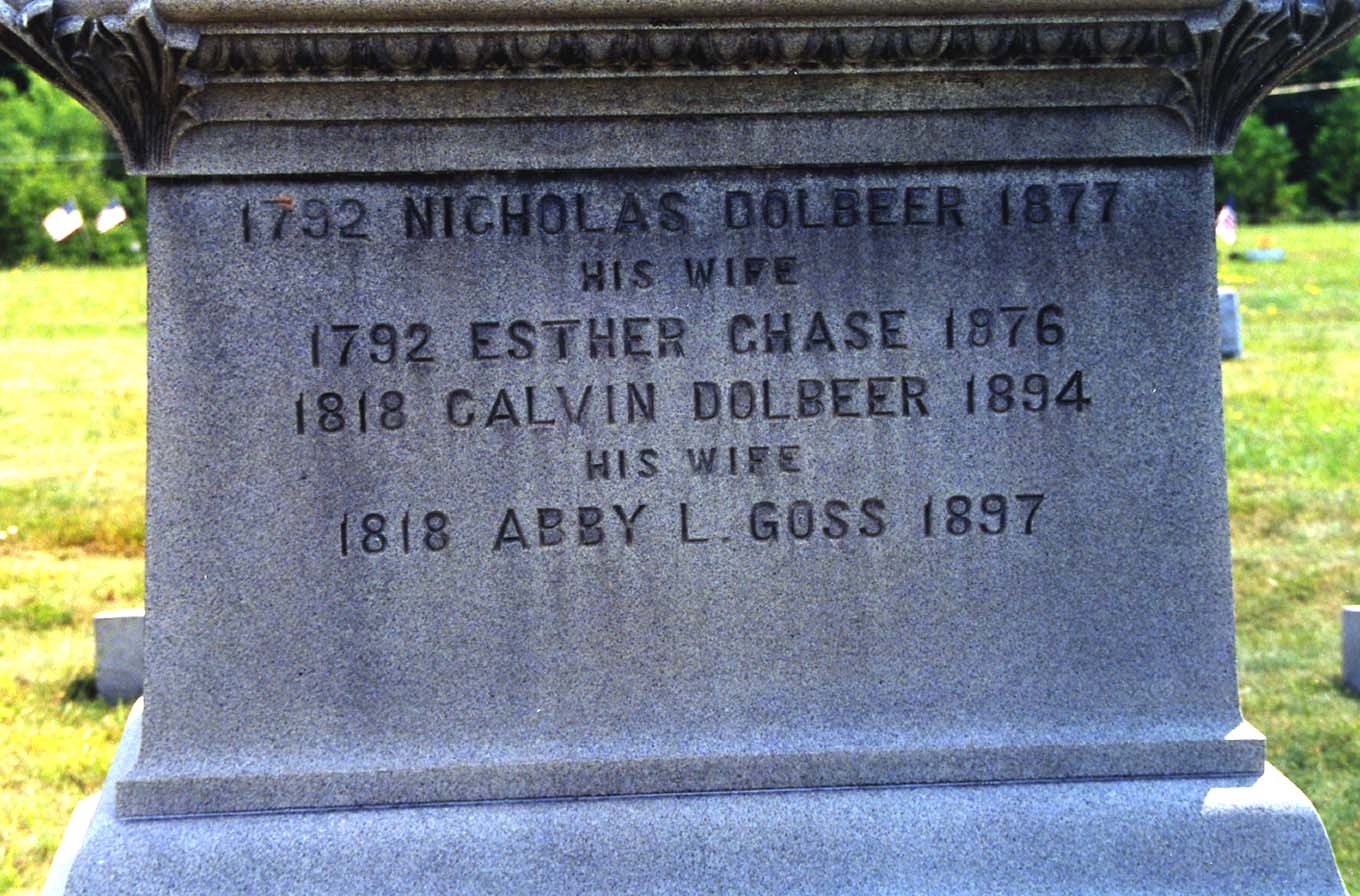 1792 NICHOLAS DOLBEER 1877
HIS WIFE
1792 ESTHER CHASE 1876
1818 CALVIN DOLBEER 1894
HIS WIFE
1818 ABBY L. GOSS 1897